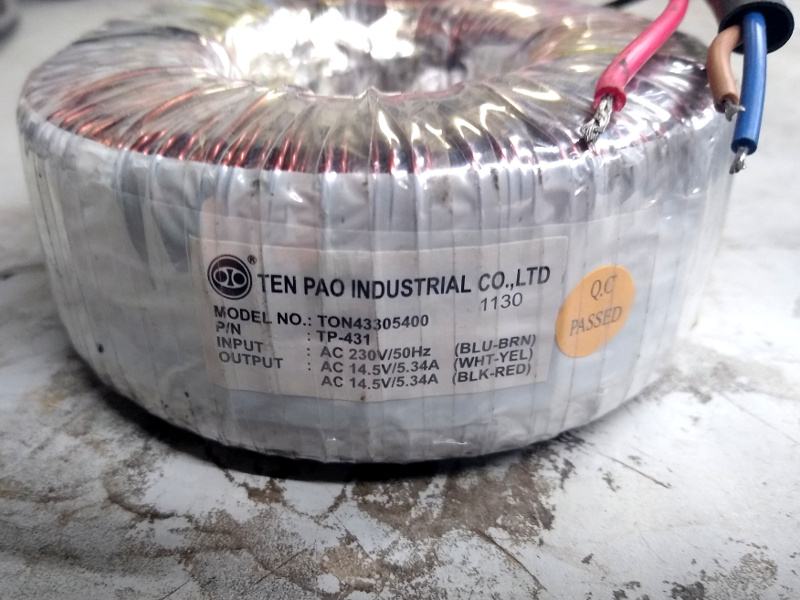 ® TEN PAO INDUSTRIAL CO.,LTD
1130
MODEL NO.: TON43305400
P/N : TP-431
INPUT : AC 230V/50Hz (BLU-BRN)
OUTPUT : AC 14.5V/5.34A (WHT-YEL)
AC 14.5V/5.34A (BLK-RED)
Q.C
PASSED